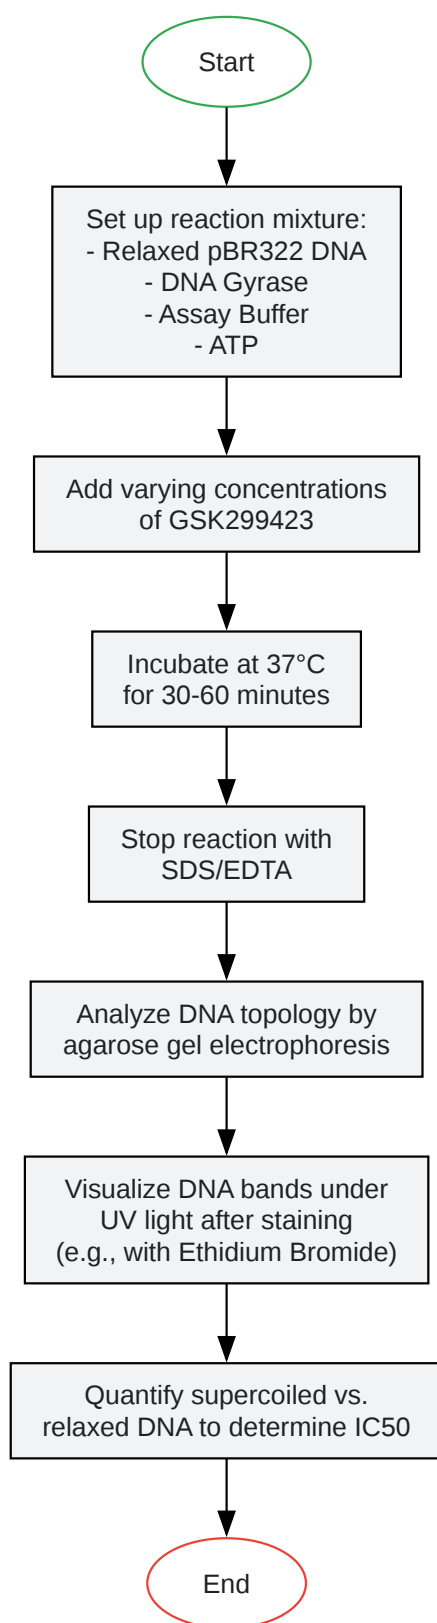 Start
Set up reaction mixture:
- Relaxed pBR322 DNA
- DNA Gyrase
- Assay Buffer
- ATP
Add varying concentrations
of GSK299423
Incubate at 37°C
for 30-60 minutes
Stop reaction with
SDS/EDTA
Analyze DNA topology by
agarose gel electrophoresis
Visualize DNA bands under
UV light after staining
(e.g., with Ethidium Bromide)
Quantify supercoiled vs.
relaxed DNA to determine IC50
End